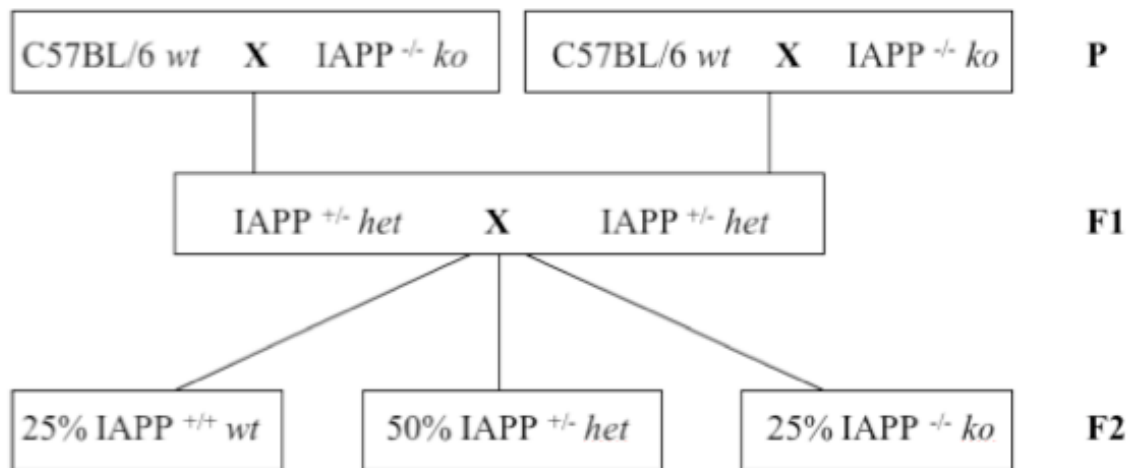 C57BL/6 wt X IAPP -/- ko C57BL/6 wt X IAPP -/- ko P
IAPP +/- het X IAPP +/- het F1
25% IAPP +/+ wt 50% IAPP +/- het 25% IAPP -/- ko F2